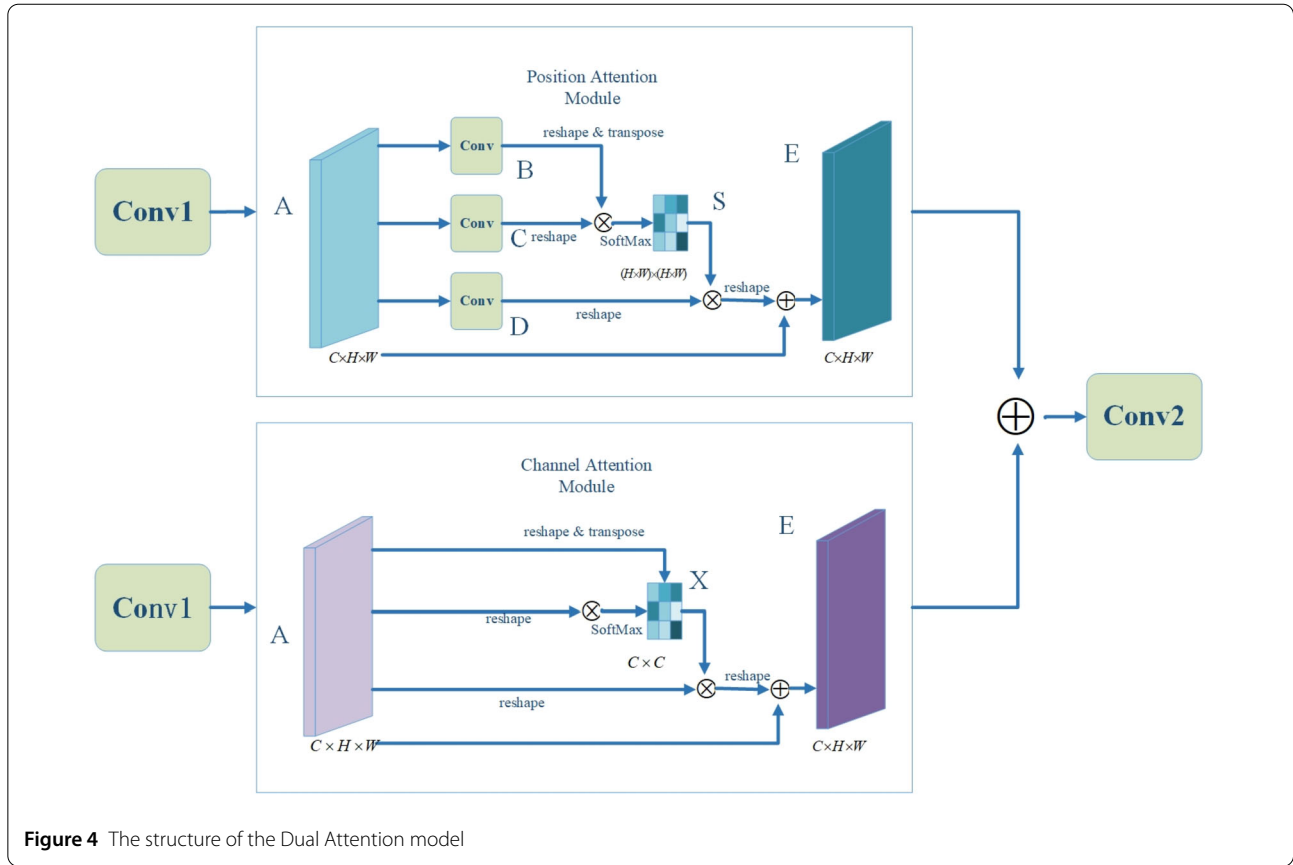 Position Attention
Module
Conv
reshape & transpose
B
E
Conv1
A
S
Conv
C
reshape
⊗
SoftMax
(H×W)×(H×W)
Conv
D
reshape
⊗
reshape
⊕
C×H×W
C×H×W
⊕
Conv2
Channel Attention
Module
reshape & transpose
E
Conv1
A
X
reshape
⊗
SoftMax
C × C
reshape
⊗
reshape
⊕
C × H × W
C×H×W
Figure 4 The structure of the Dual Attention model